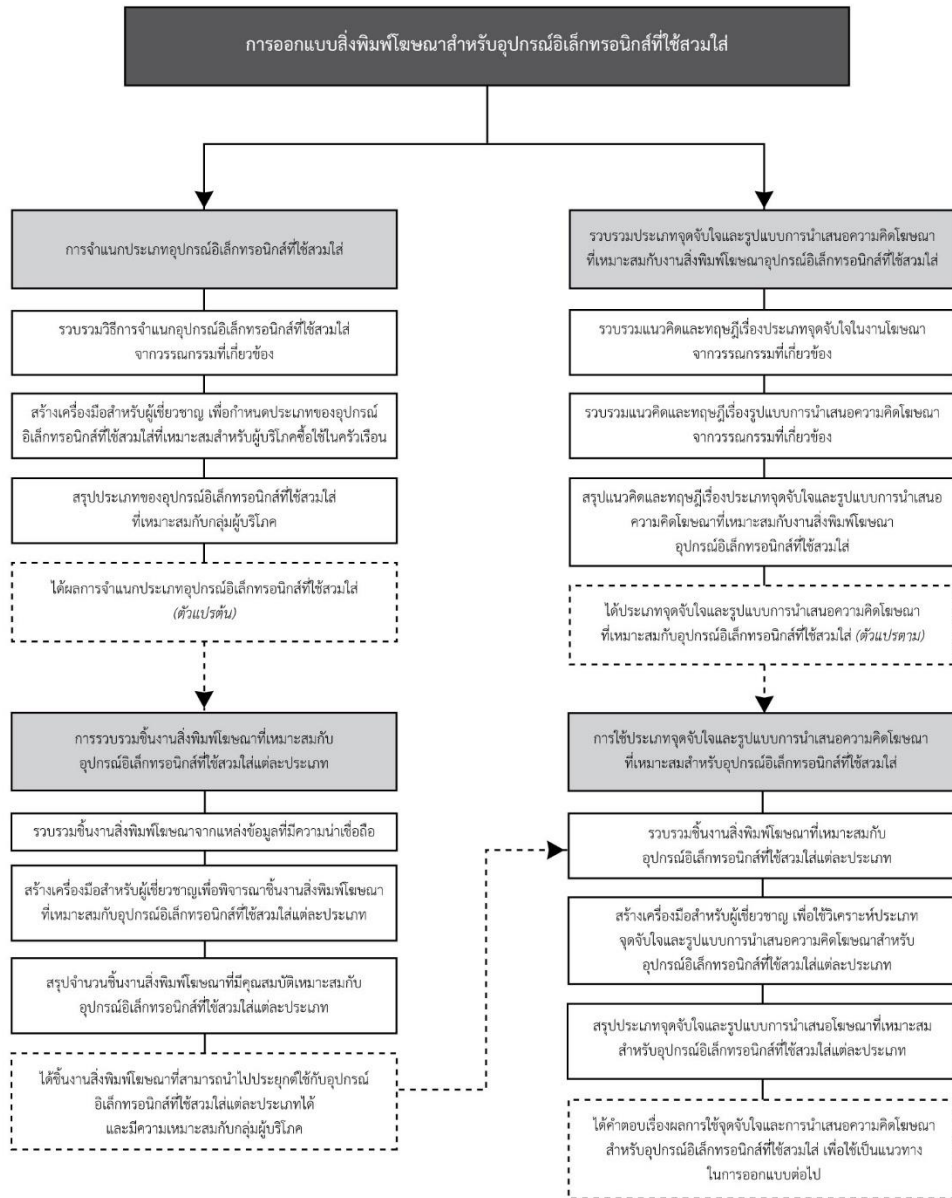 การออกแบบสิ่งพิมพ์โฆษณาสำหรับอุปกรณ์อิเล็กทรอนิกส์ที่ใช้สวมใส่
การจำแนกประเภทอุปกรณ์อิเล็กทรอนิกส์ที่ใช้สวมใส่
รวบรวมวิธีการจำแนกอุปกรณ์อิเล็กทรอนิกส์ที่ใช้สวมใส่
จากวรรณกรรมที่เกี่ยวข้อง
สร้างเครื่องมือสำหรับผู้เชี่ยวชาญ เพื่อกำหนดประเภทของอุปกรณ์
อิเล็กทรอนิกส์ที่ใช้สวมใส่ที่เหมาะสมสำหรับผู้บริโภคซื้อใช้ในครัวเรือน
สรุปประเภทของอุปกรณ์อิเล็กทรอนิกส์ที่ใช้สวมใส่
ที่เหมาะสมกับกลุ่มผู้บริโภค
ได้ผลการจำแนกประเภทอุปกรณ์อิเล็กทรอนิกส์ที่ใช้สวมใส่
(ตัวแปรต้น)
การรวบรวมชิ้นงานสิ่งพิมพ์โฆษณาที่เหมาะสมกับ
อุปกรณ์อิเล็กทรอนิกส์ที่ใช้สวมใส่แต่ละประเภท
รวบรวมชิ้นงานสิ่งพิมพ์โฆษณาจากแหล่งข้อมูลที่มีความน่าเชื่อถือ
สร้างเครื่องมือสำหรับผู้เชี่ยวชาญเพื่อพิจารณาชิ้นงานสิ่งพิมพ์โฆษณา
ที่เหมาะสมกับอุปกรณ์อิเล็กทรอนิกส์ที่ใช้สวมใส่แต่ละประเภท
สรุปจำนวนชิ้นงานสิ่งพิมพ์โฆษณาที่มีคุณสมบัติเหมาะสมกับ
อุปกรณ์อิเล็กทรอนิกส์ที่ใช้สวมใส่แต่ละประเภท
ได้ชิ้นงานสิ่งพิมพ์โฆษณาที่สามารถนำไปประยุกต์ใช้กับอุปกรณ์
อิเล็กทรอนิกส์ที่ใช้สวมใส่แต่ละประเภทได้
และมีความเหมาะสมกับกลุ่มผู้บริโภค
รวบรวมประเภทจุดจับใจและรูปแบบการนำเสนอความคิดโฆษณา
ที่เหมาะสมกับงานสิ่งพิมพ์โฆษณาอุปกรณ์อิเล็กทรอนิกส์ที่ใช้สวมใส่
รวบรวมแนวคิดและทฤษฎีเรื่องประเภทจุดจับใจในงานโฆษณา
จากวรรณกรรมที่เกี่ยวข้อง
รวบรวมแนวคิดและทฤษฎีเรื่องรูปแบบการนำเสนอความคิดโฆษณา
จากวรรณกรรมที่เกี่ยวข้อง
สรุปแนวคิดและทฤษฎีเรื่องประเภทจุดจับใจและรูปแบบการนำเสนอ
ความคิดโฆษณาที่เหมาะสมกับงานสิ่งพิมพ์โฆษณา
อุปกรณ์อิเล็กทรอนิกส์ที่ใช้สวมใส่
ได้ประเภทจุดจับใจและรูปแบบการนำเสนอความคิดโฆษณา
ที่เหมาะสมกับอุปกรณ์อิเล็กทรอนิกส์ที่ใช้สวมใส่ (ตัวแปรตาม)
การใช้ประเภทจุดจับใจและรูปแบบการนำเสนอความคิดโฆษณา
ที่เหมาะสมสำหรับอุปกรณ์อิเล็กทรอนิกส์ที่ใช้สวมใส่
รวบรวมชิ้นงานสิ่งพิมพ์โฆษณาที่เหมาะสมกับ
อุปกรณ์อิเล็กทรอนิกส์ที่ใช้สวมใส่แต่ละประเภท
สร้างเครื่องมือสำหรับผู้เชี่ยวชาญ เพื่อใช้วิเคราะห์ประเภท
จุดจับใจและรูปแบบการนำเสนอความคิดโฆษณาสำหรับ
อุปกรณ์อิเล็กทรอนิกส์ที่ใช้สวมใส่แต่ละประเภท
สรุปประเภทจุดจับใจและรูปแบบการนำเสนอโฆษณาที่เหมาะสม
สำหรับอุปกรณ์อิเล็กทรอนิกส์ที่ใช้สวมใส่แต่ละประเภท
ได้คำตอบเรื่องผลการใช้จุดจับใจและการนำเสนอความคิดโฆษณา
สำหรับอุปกรณ์อิเล็กทรอนิกส์ที่ใช้สวมใส่ เพื่อใช้เป็นแนวทาง
ในการออกแบบต่อไป